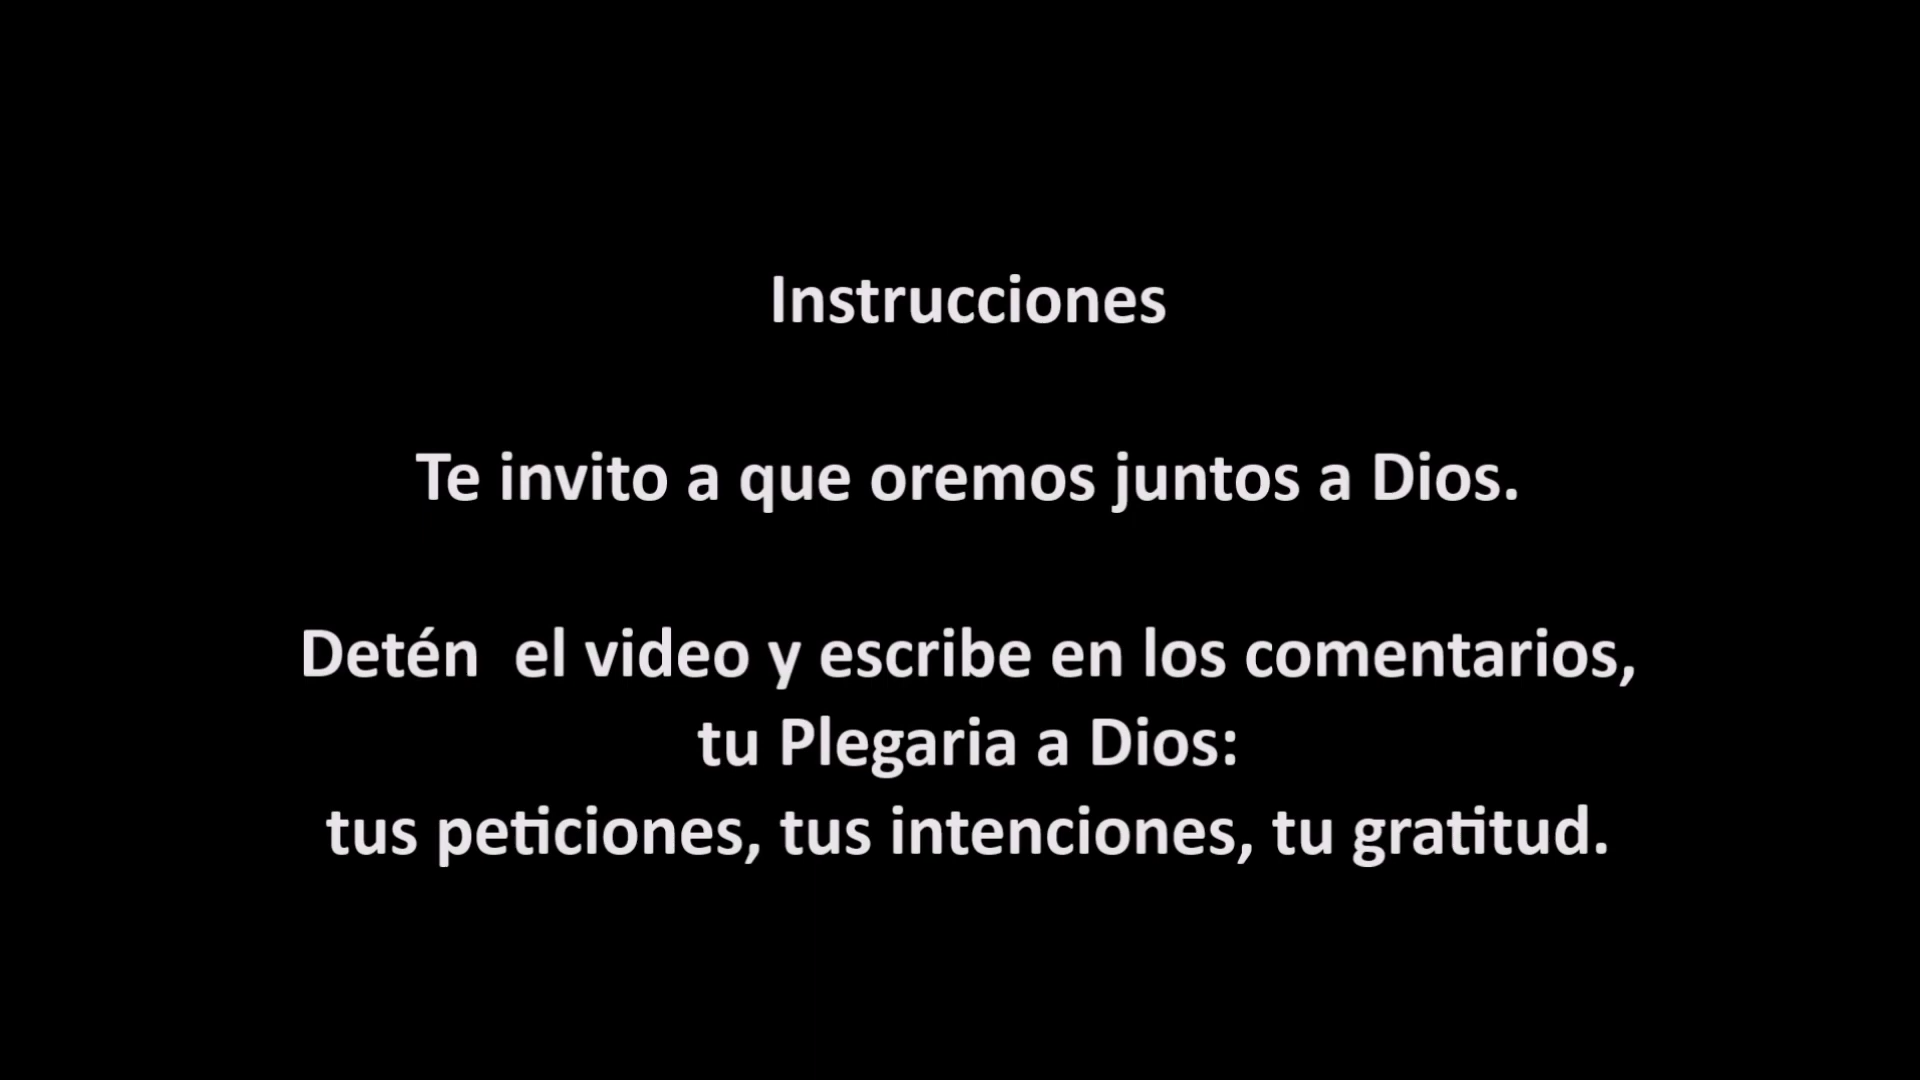 Instrucciones
Te invito a que oremos juntos a Dios.
Detén  el video y escribe en los comentarios,
tu Plegaria a Dios:
tus peticiones, tus intenciones, tu gratitud.